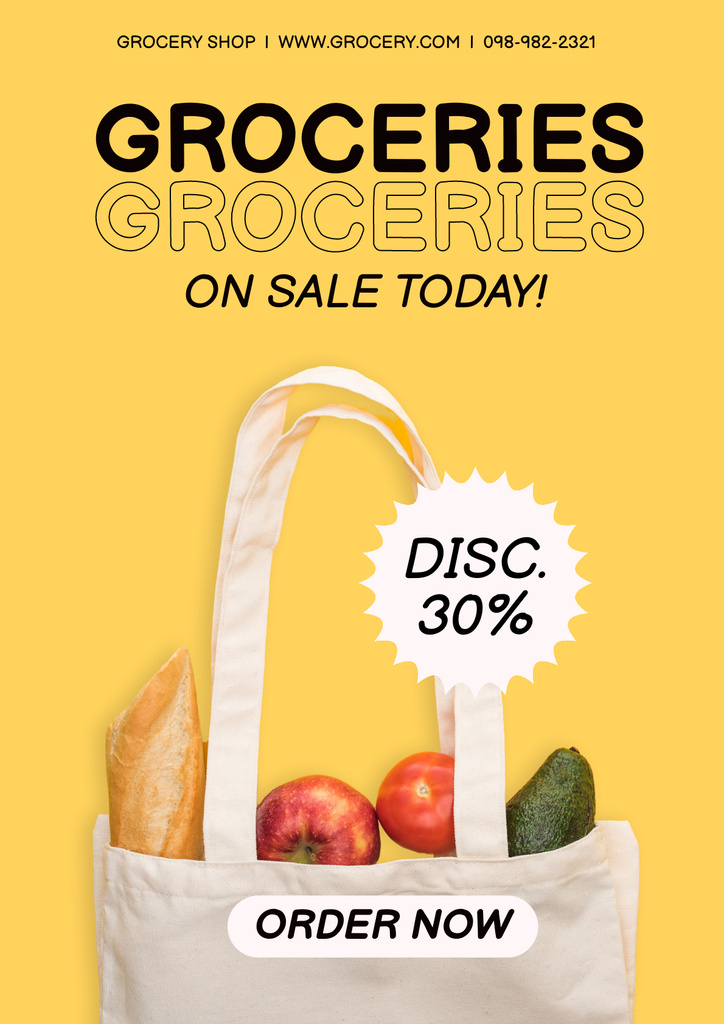 GROCERY SHOP I WWW.GROCERY.COM I 098-982-2321
GROCERIES
GROCERIES
ON SALE TODAY!
DISC.
30%
ORDER NOW